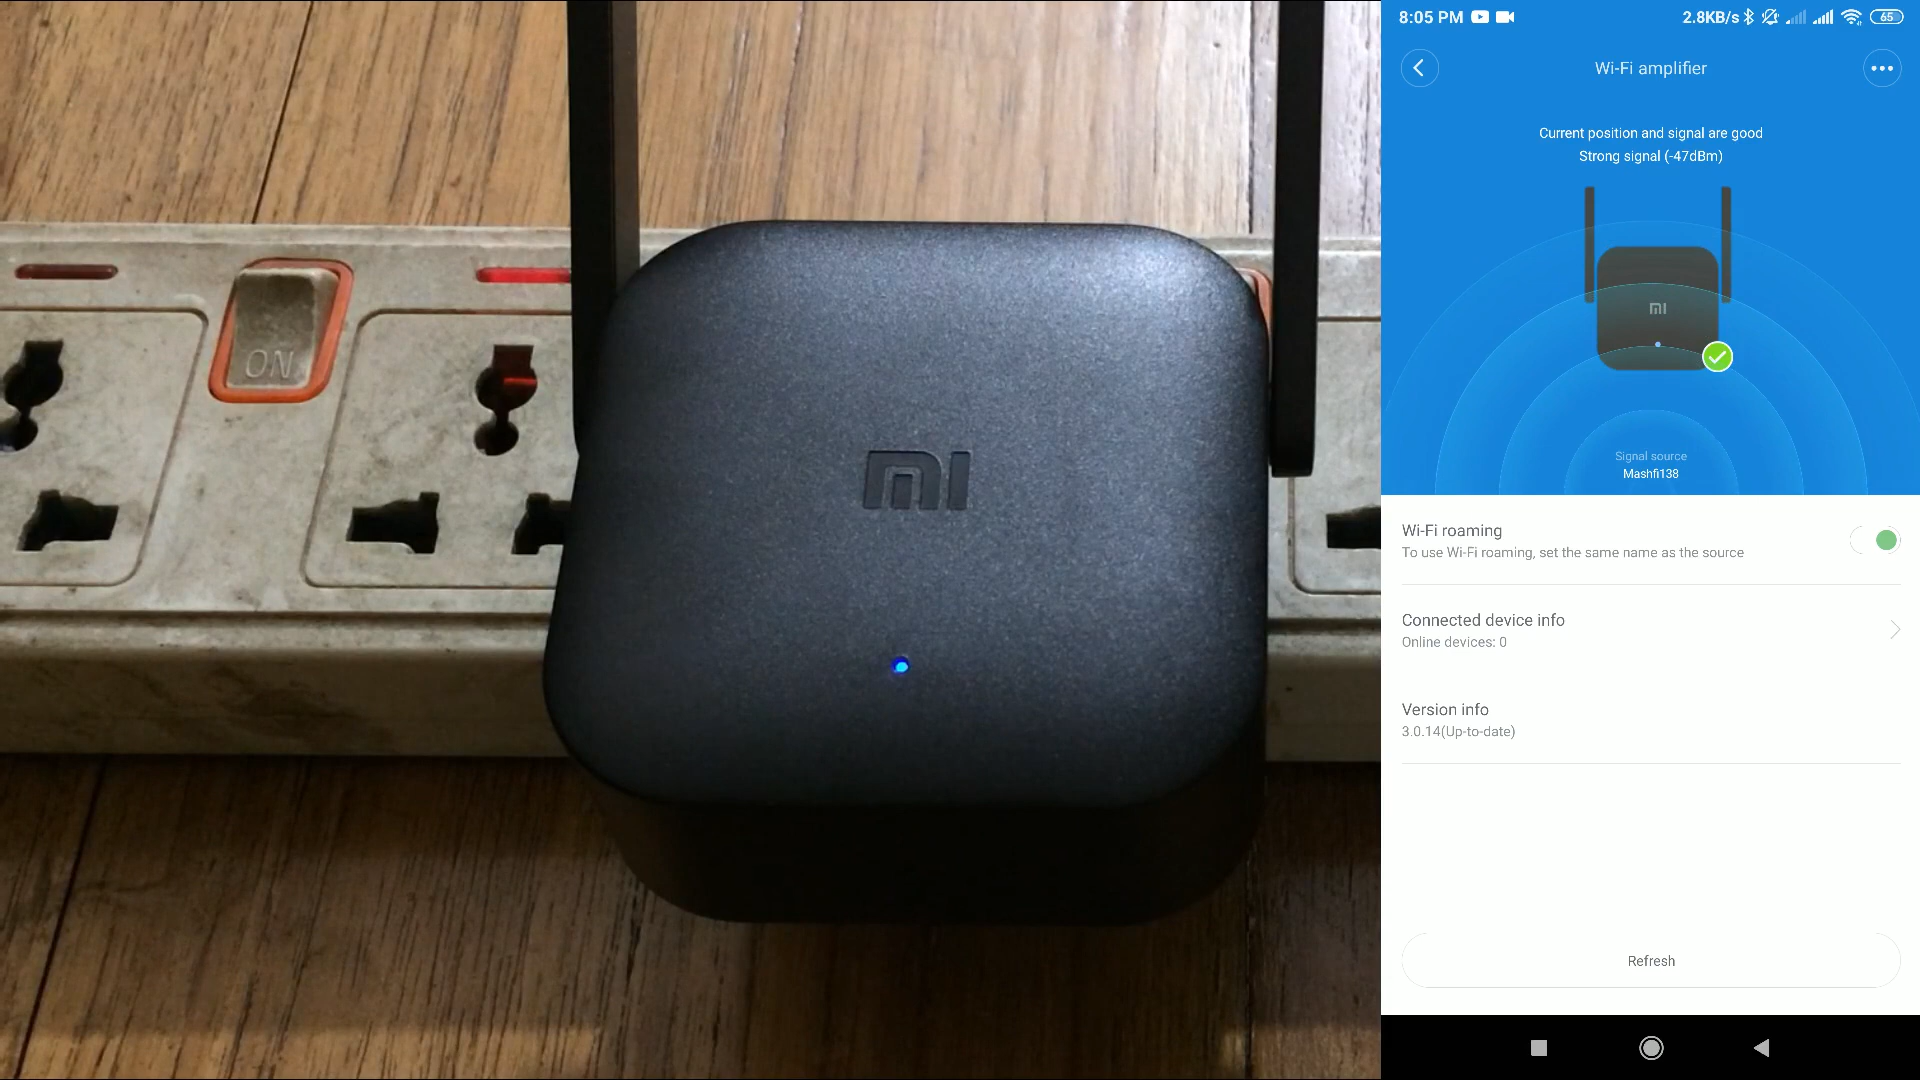 ON
mi
8:05 PM
2.8KB/s
65
Wi-Fi amplifier
Current position and signal are good
Strong signal (-47dBm)
mi
Signal source
Mashfi138
Wi-Fi roaming
To use Wi-Fi roaming, set the same name as the source
Connected device info
Online devices: 0
Version info
3.0.14(Up-to-date)
Refresh